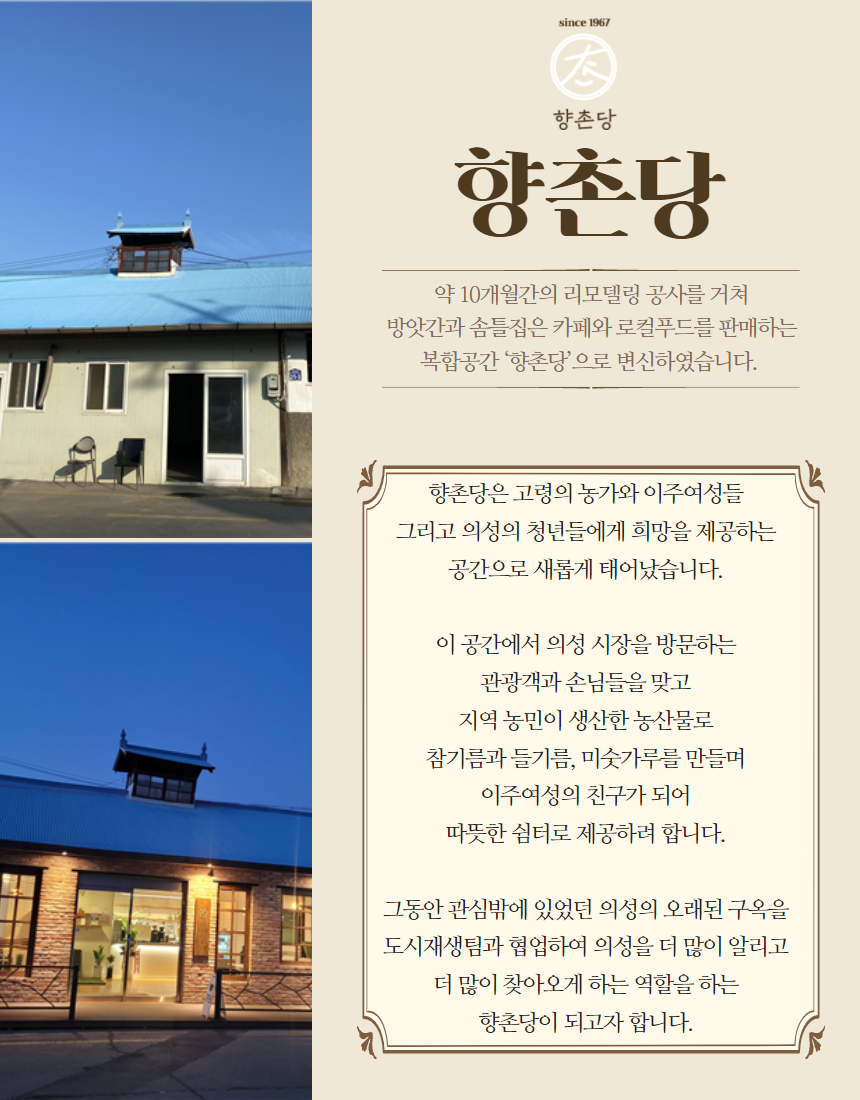 since 1967
향촌당
향촌당
약 10개월간의 리모델링 공사를 거쳐
방앗간과 솜틀집은 카페와 로컬푸드를 판매하는
복합공간 ‘향촌당’으로 변신하였습니다.
향촌당은 고령의 농가와 이주여성들
그리고 의성의 청년들에게 희망을 제공하는
공간으로 새롭게 태어났습니다.
이 공간에서 의성 시장을 방문하는
관광객과 손님들을 맞고
지역 농민이 생산한 농산물로
참기름과 들기름, 미숫가루를 만들며
이주여성의 친구가 되어
따뜻한 쉼터로 제공하려 합니다.
그동안 관심밖에 있었던 의성의 오래된 구옥을
도시재생팀과 협업하여 의성을 더 많이 알리고
더 많이 찾아오게 하는 역할을 하는
향촌당이 되고자 합니다.